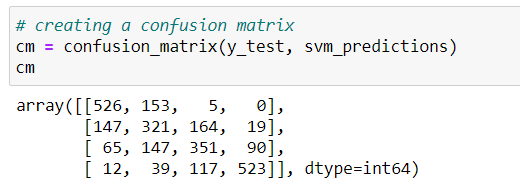 # creating a confusion matrix
cm = confusion_matrix(y_test, svm_predictions)
cm
array([[526, 153,   5,   0],
       [147, 321, 164,  19],
       [ 65, 147, 351,  90],
       [ 12,  39, 117, 523]], dtype=int64)